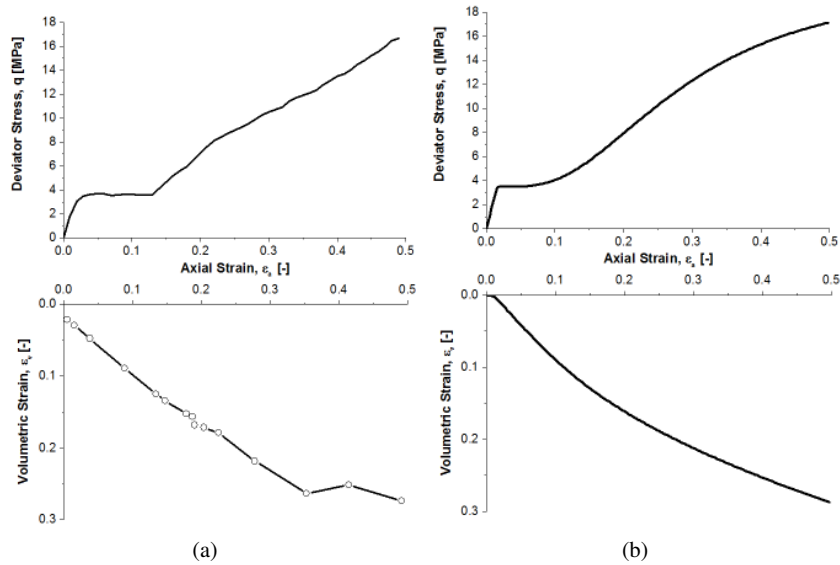 18
16
14
12
10
8
6
4
2
0
Deviator Stress, q [MPa]
0.0 0.1 0.2 0.3 0.4 0.5
Axial Strain, εa [-]
0.0 0.1 0.2 0.3 0.4 0.5
0.0
0.1
0.2
0.3
Volumetric Strain, εv [-]
(a)
18
16
14
12
10
8
6
4
2
0
Deviator Stress, q [MPa]
0.0 0.1 0.2 0.3 0.4 0.5
Axial Strain, εa [-]
0.0 0.1 0.2 0.3 0.4 0.5
0.0
0.1
0.2
0.3
Volumetric Strain, εv [-]
(b)